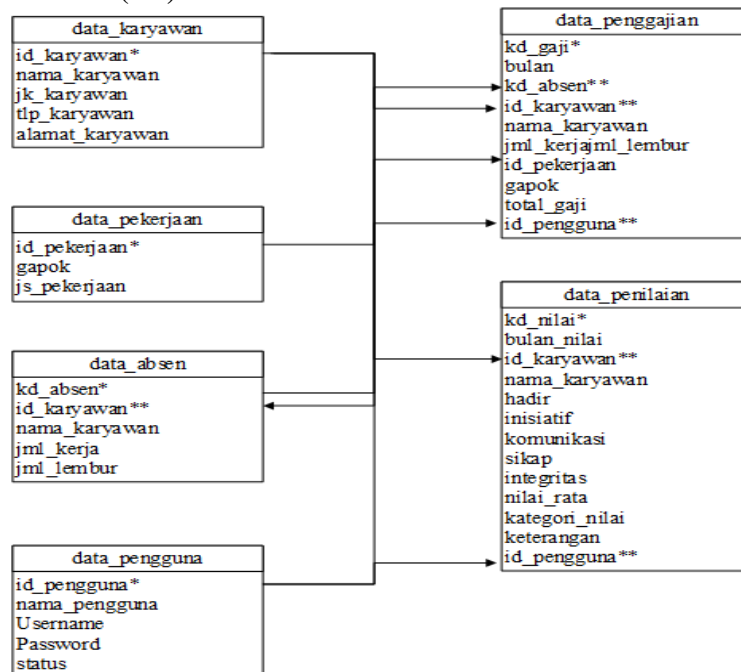 data_karyawan
id_karyawan*
nama_karyawan
jk_karyawan
tlp_karyawan
alamat_karyawan
data_pekerjaan
id_pekerjaan*
gapok
js_pekerjaan
data_absen
kd_absen*
id_karyawan**
nama_karyawan
jml_kerja
jml_lembur
data_pengguna
id_pengguna*
nama_pengguna
Username
Password
status
data_penggajian
kd_gaji*
bulan
kd_absen**
id_karyawan**
nama_karyawan
jml_kerjajml_lembur
id_pekerjaan
gapok
total_gaji
id_pengguna**
data_penilaian
kd_nilai*
bulan_nilai
id_karyawan**
nama_karyawan
hadir
inisiatif
komunikasi
sikap
integritas
nilai_rata
kategori_nilai
keterangan
id_pengguna**